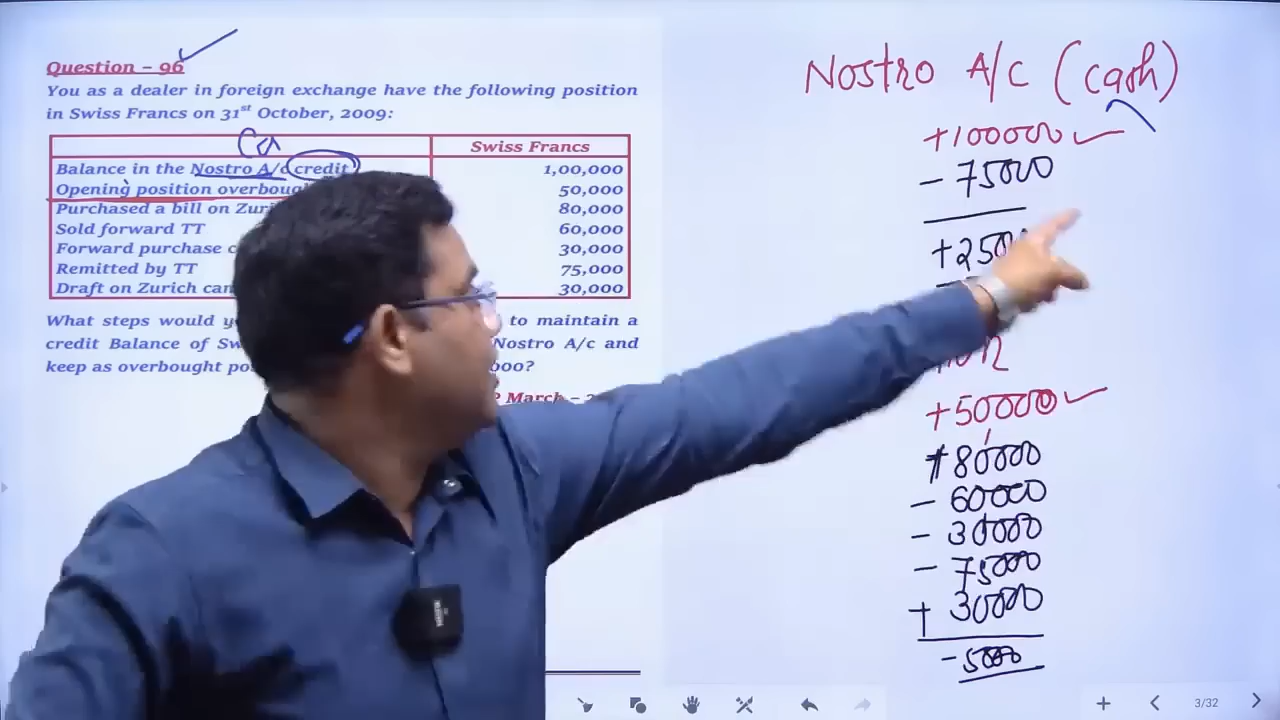 Question – 96
You as a dealer in foreign exchange have the following position
in Swiss Francs on 31st October, 2009:
Swiss Francs
Balance in the Nostro A/c credit 1,00,000
Opening position overboug 50,000
Purchased a bill on Zuri 80,000
Sold forward TT 60,000
Forward purchase c 30,000
Remitted by TT 75,000
Draft on Zurich can 30,000
What steps would y to maintain a
credit Balance of Sw Nostro A/c and
keep as overbought po 000?
March – 2
Nostro A/C (cash)
+100000
- 75000
+2500
+50000
+80000
- 60000
- 30000
- 75000
+ 30000
- 5000
3/32